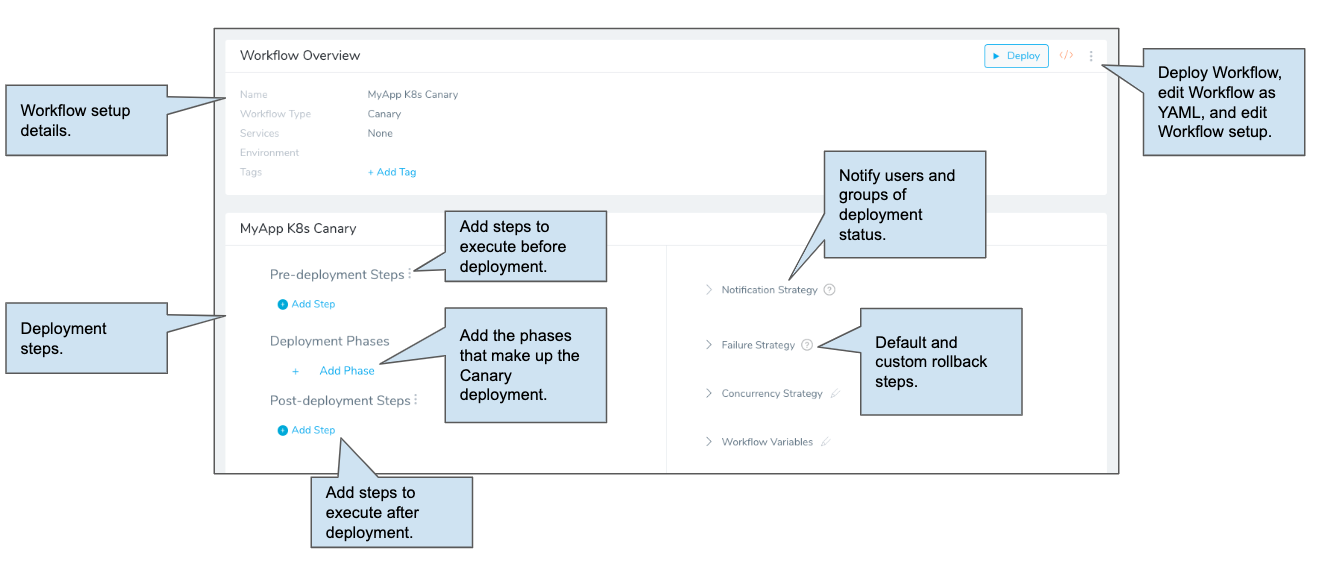 Workflow Overview
Deploy
</>
Workflow setup
details.
Deploy Workflow,
edit Workflow as
YAML, and edit
Workflow setup.
Name MyApp K8s Canary
Workflow Type Canary
Services None
Environment
Tags + Add Tag
Notify users and
groups of
deployment
status.
MyApp K8s Canary
Add steps to
execute before
deployment.
Pre-deployment Steps
+ Add Step
Notification Strategy ?
Deployment
steps.
Deployment Phases
+ Add Phase
Add the phases
that make up the
Canary
deployment.
Failure Strategy ?
Default and
custom rollback
steps.
Post-deployment Steps
+ Add Step
Concurrency Strategy
Workflow Variables
Add steps to
execute after
deployment.